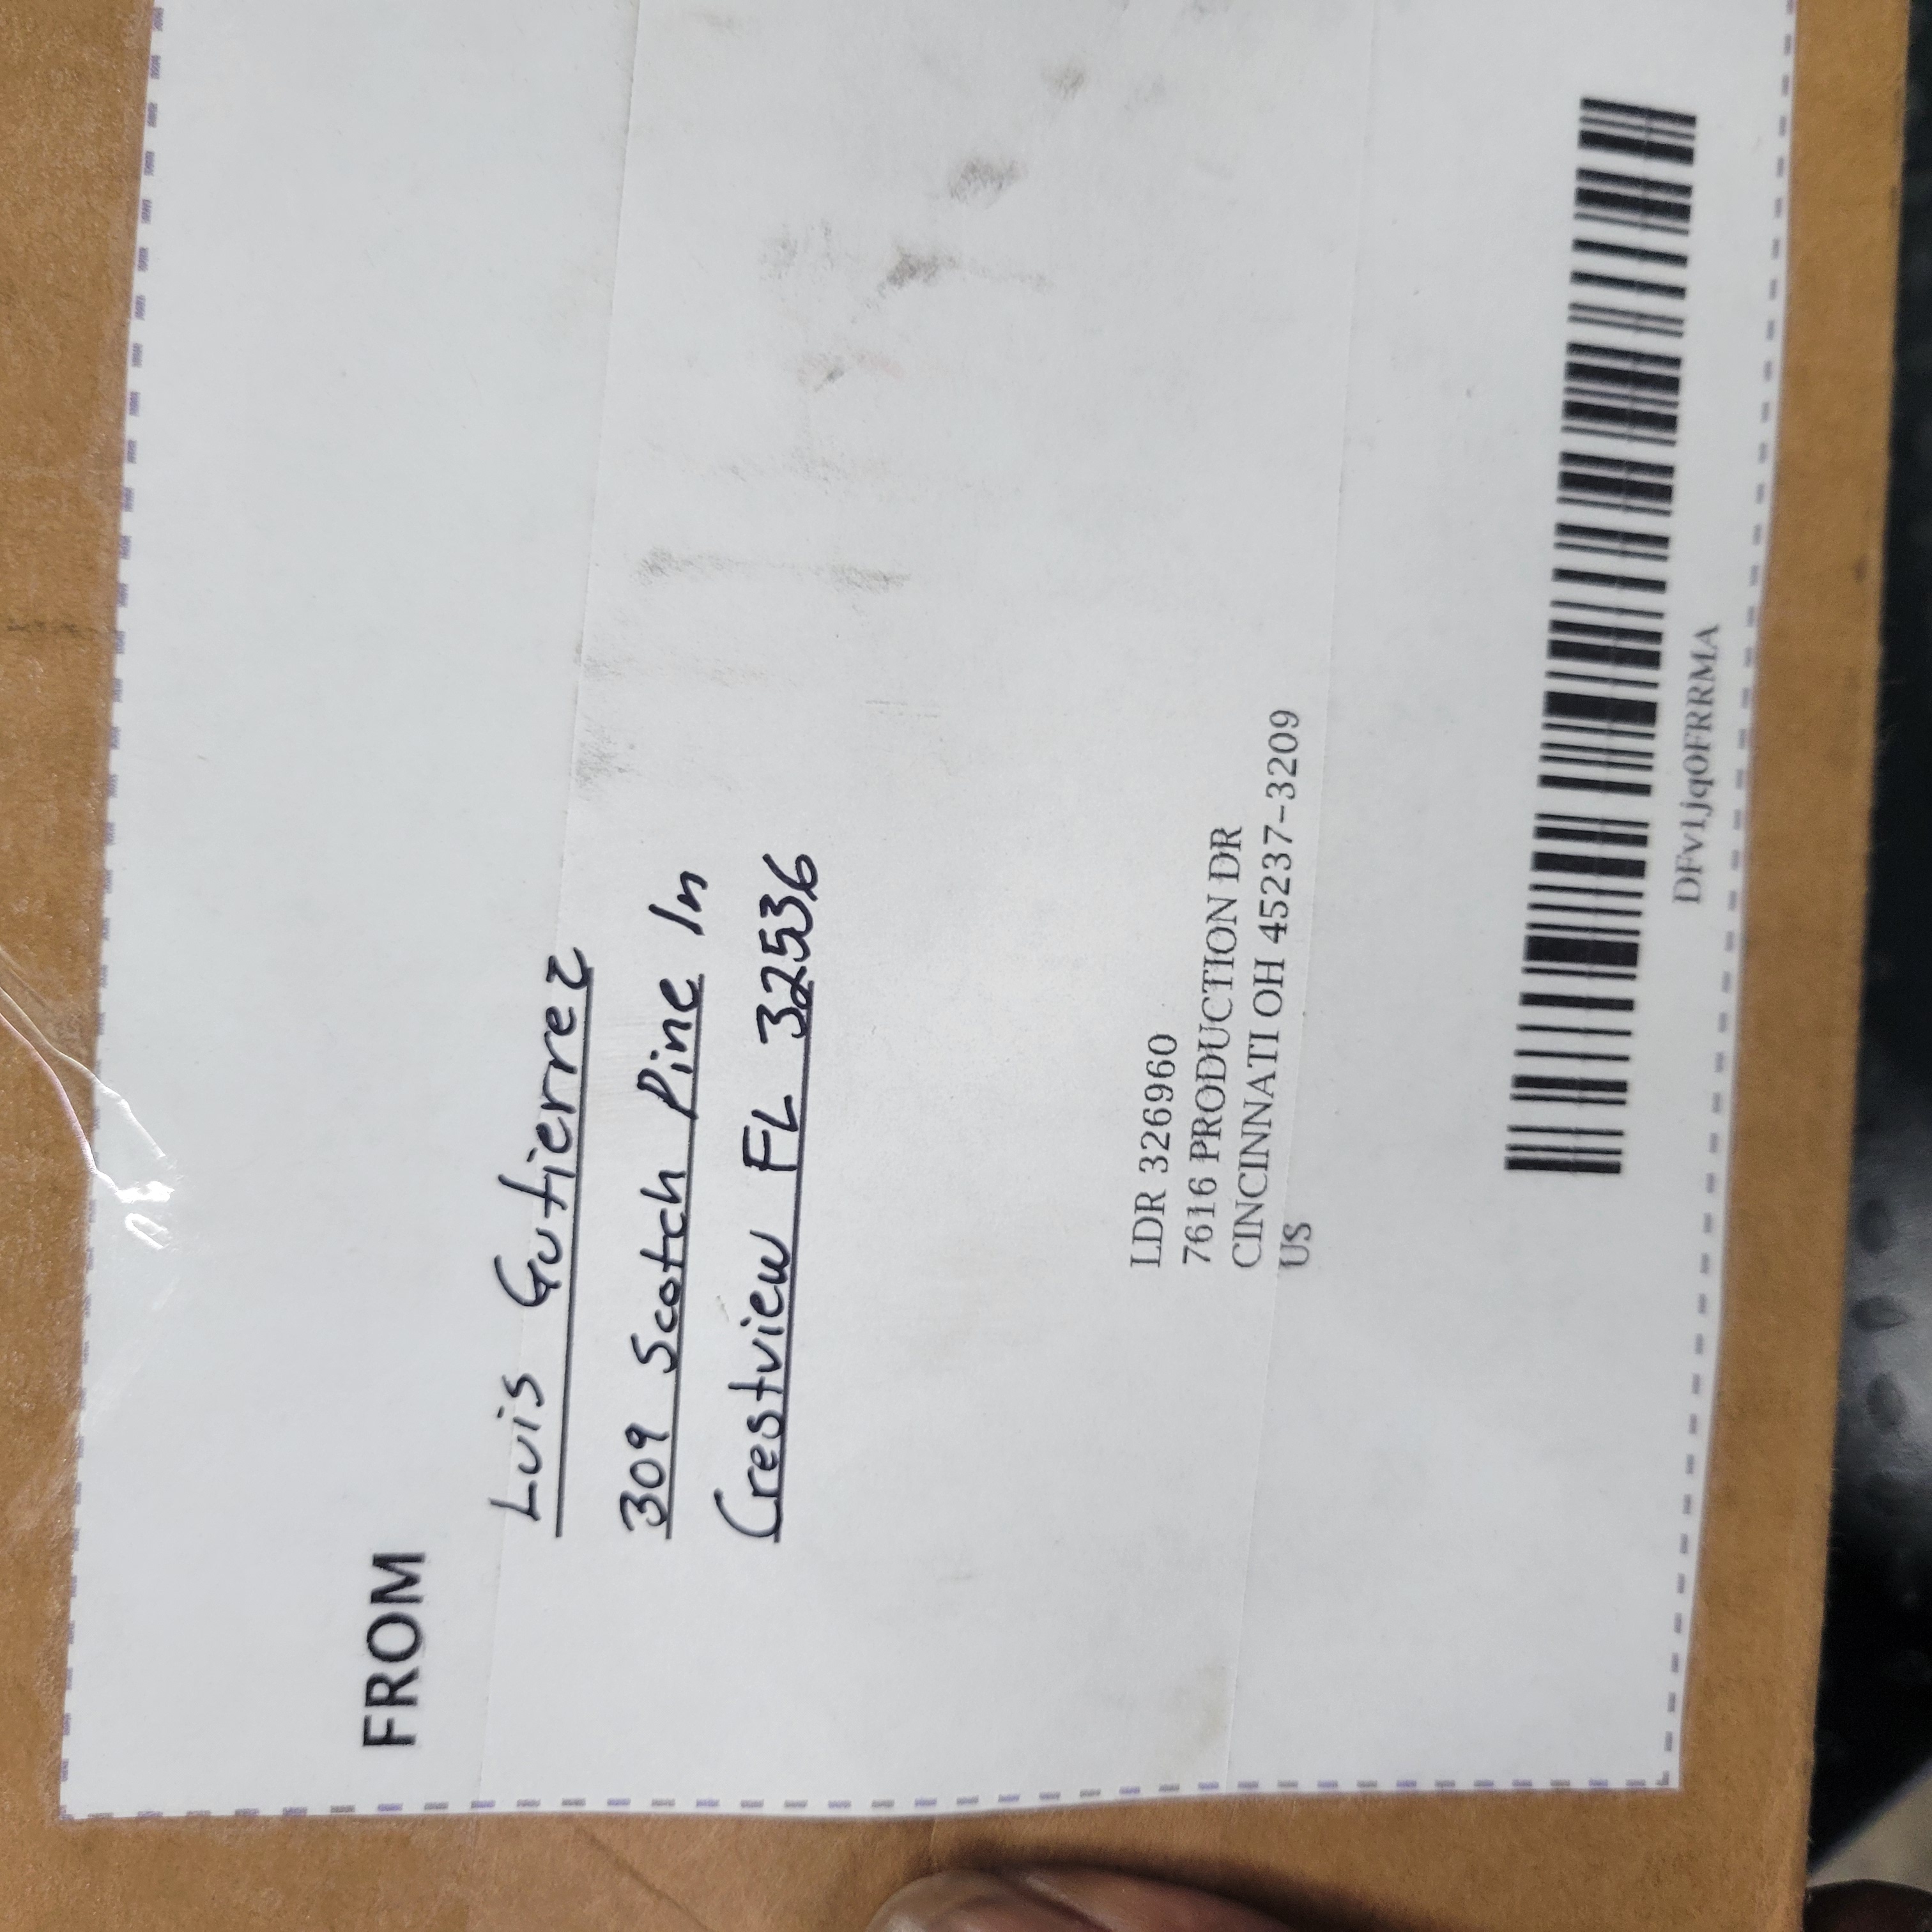 FROM
Luis Gutierrez
309 Scotch Pine ln
Crestview FL 32536
LDR 326960
7616 PRODUCTION DR
CINCINNATI OH 45237-3209
US
DFv1jq0FRRMA